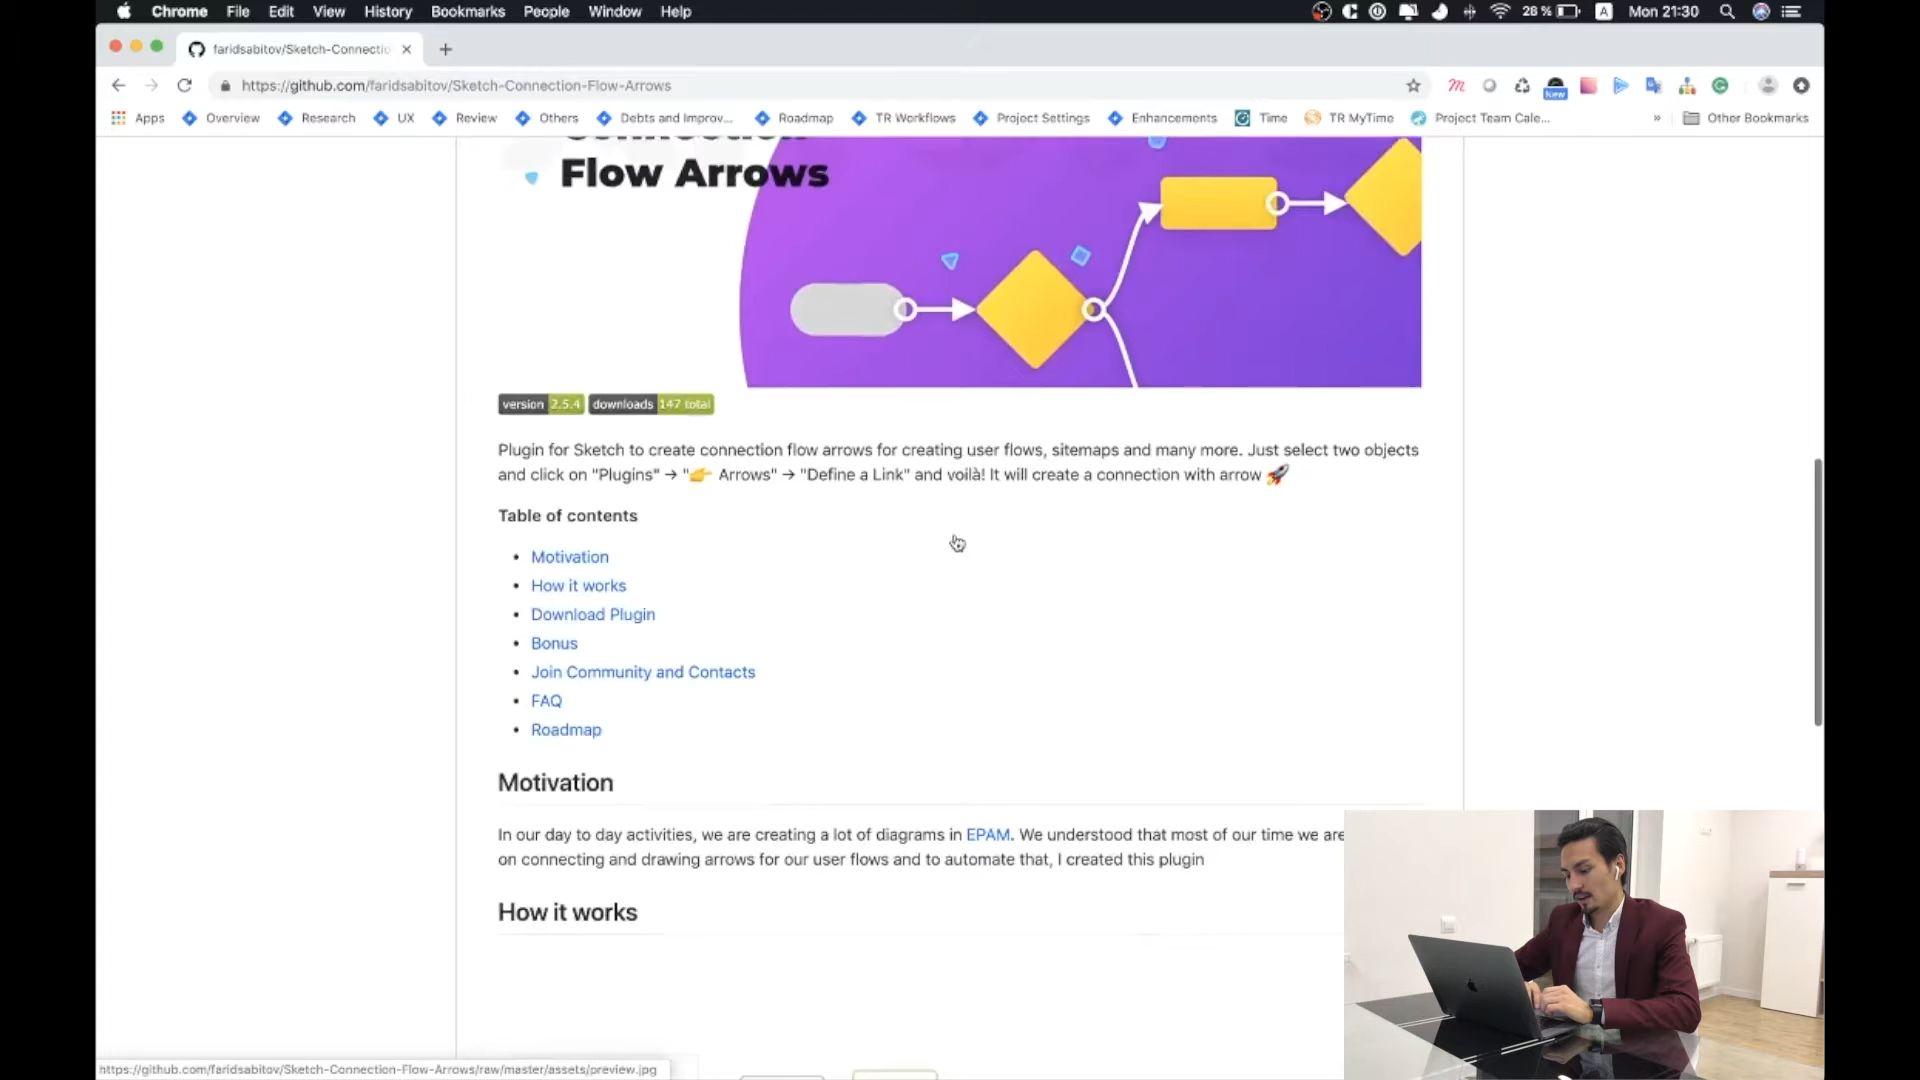 Chrome File Edit View History Bookmarks People Window Help 28 % A Mon 21:30
faridsabitov/Sketch-Connectio
https://github.com/faridsabitov/Sketch-Connection-Flow-Arrows
New
Apps Overview Research UX Review Others Debts and Improv... Roadmap TR Workflows Project Settings Enhancements Time TR MyTime Project Team Cale... » Other Bookmarks
Flow Arrows
version 2.5.4 downloads 147 total
Plugin for Sketch to create connection flow arrows for creating user flows, sitemaps and many more. Just select two objects
and click on "Plugins" → "👉 Arrows" → "Define a Link" and voilà! It will create a connection with arrow 🚀
Table of contents
• Motivation
• How it works
• Download Plugin
• Bonus
• Join Community and Contacts
• FAQ
• Roadmap
Motivation
In our day to day activities, we are creating a lot of diagrams in EPAM. We understood that most of our time we are
on connecting and drawing arrows for our user flows and to automate that, I created this plugin
How it works
https://github.com/faridsabitov/Sketch-Connection-Flow-Arrows/raw/master/assets/preview.jpg